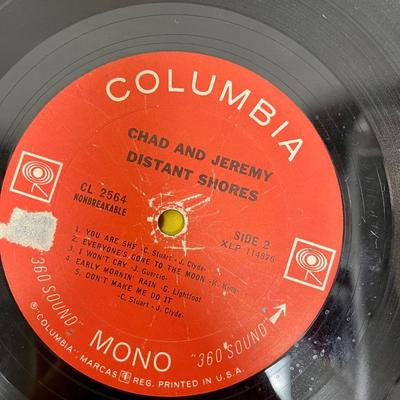 COLUMBIA
CHAD AND JEREMY
DISTANT SHORES
CL 2564
NONBREAKABLE
SIDE 2
XLP 114876
1. YOU ARE SHE -C. Stuart - J. Clyde-
2. EVERYONE'S GONE TO THE MOON -K. King-
3. I WON'T CRY -J. Guercio-
4. EARLY MORNIN' RAIN -G. Lightfoot
5. DON'T MAKE ME DO IT
-C. Stuart - J. Clyde-
"360 SOUND"
MONO
"360 SOUND"
® "COLUMBIA", MARCAS T REG. PRINTED IN U.S.A.